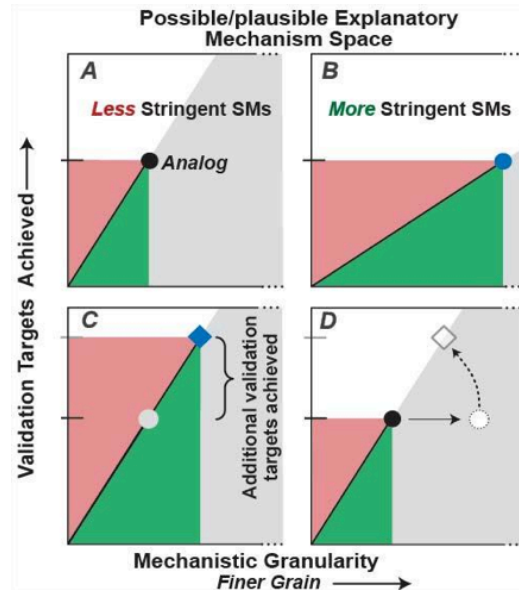 Possible/plausible Explanatory
Mechanism Space
A
Less Stringent SMs
Analog
B
More Stringent SMs
C
Additional validation
targets achieved
D
Validation Targets Achieved
Mechanistic Granularity
Finer Grain